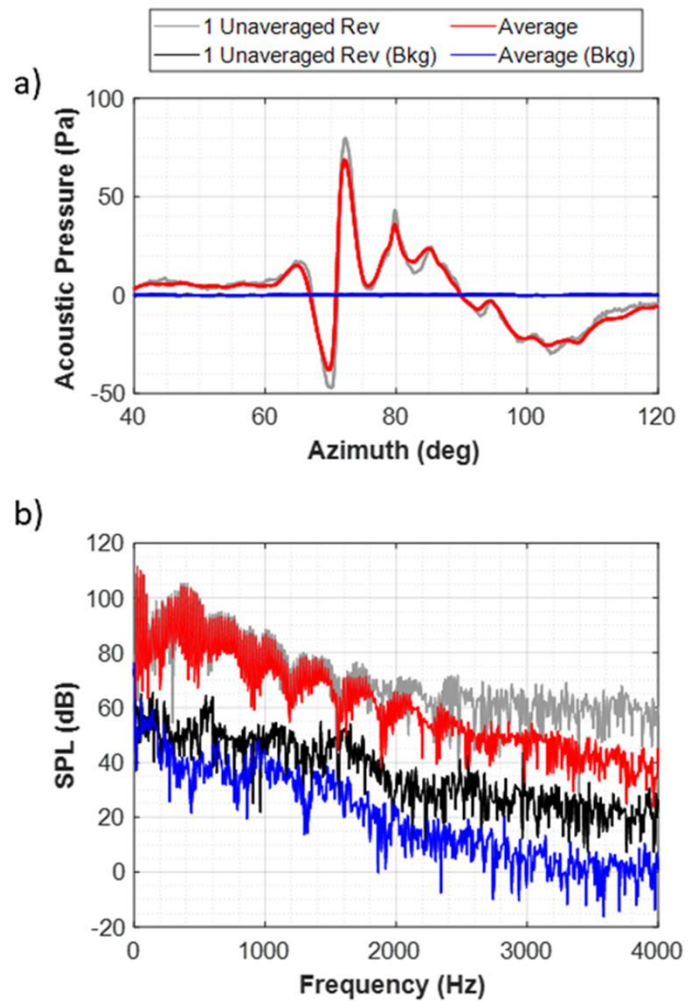 1 Unaveraged Rev Average
1 Unaveraged Rev (Bkg) Average (Bkg)
a)
100
50
0
-50
Acoustic Pressure (Pa)
40 60 80 100 120
Azimuth (deg)
b)
120
100
80
60
40
20
0
-20
SPL (dB)
0 1000 2000 3000 4000
Frequency (Hz)